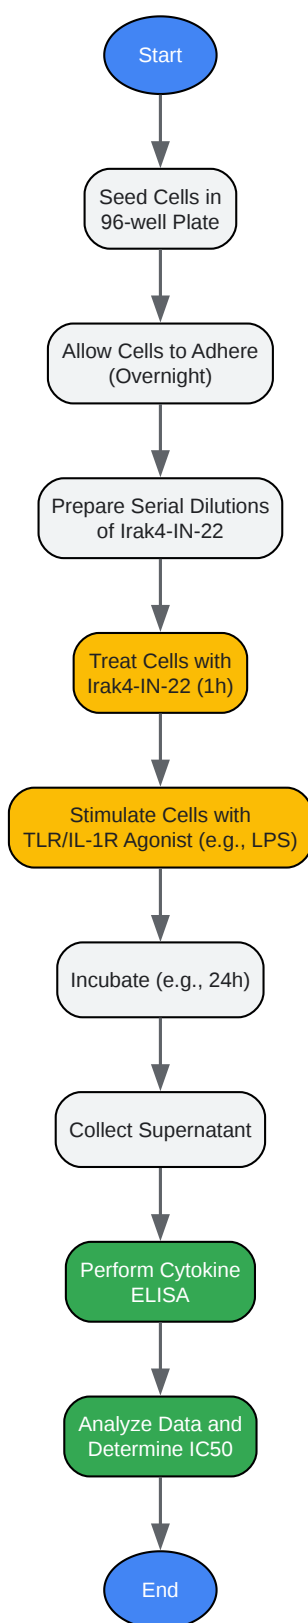 Start
Seed Cells in
96-well Plate
Allow Cells to Adhere
(Overnight)
Prepare Serial Dilutions
of Irak4-IN-22
Treat Cells with
Irak4-IN-22 (1h)
Stimulate Cells with
TLR/IL-1R Agonist (e.g., LPS)
Incubate (e.g., 24h)
Collect Supernatant
Perform Cytokine
ELISA
Analyze Data and
Determine IC50
End